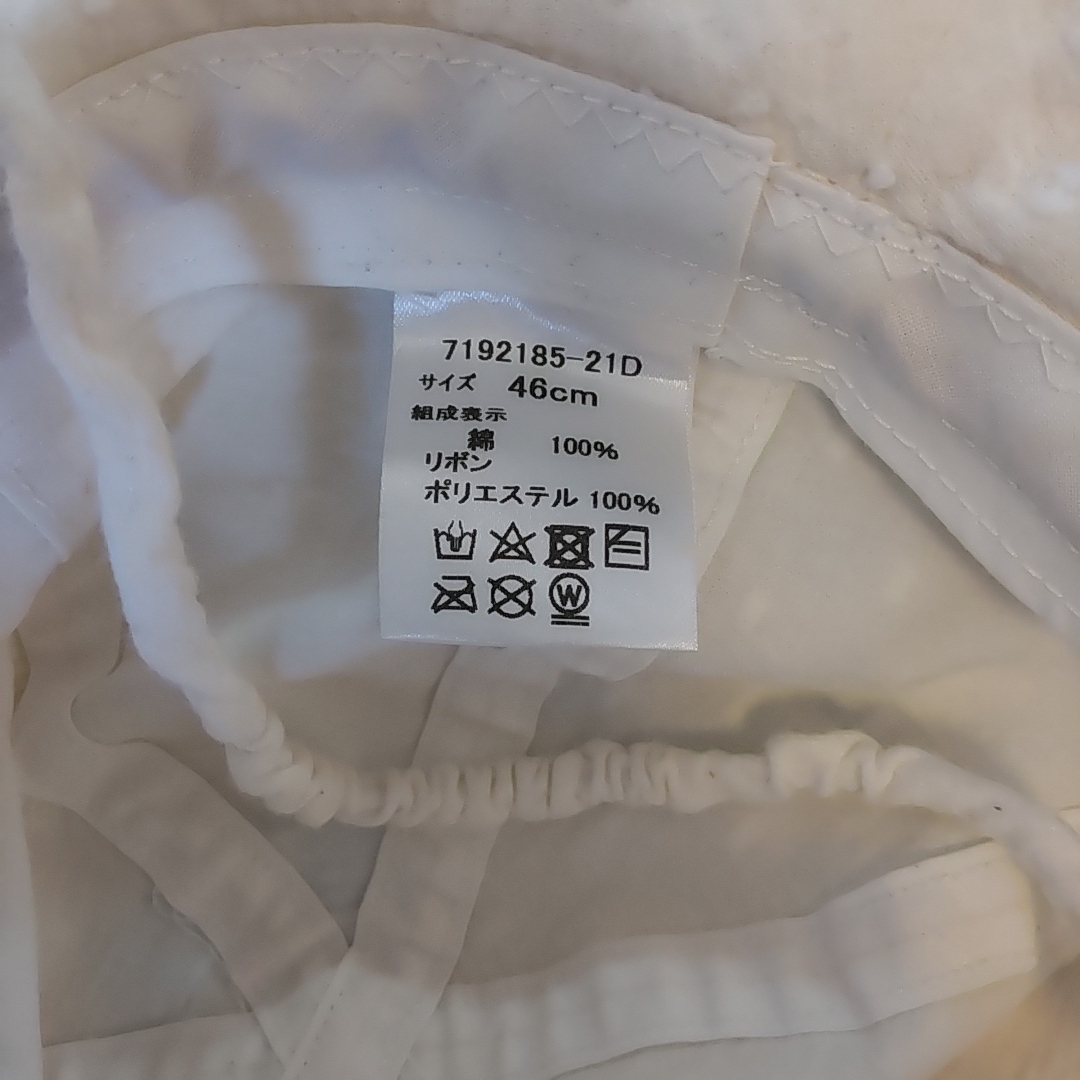 7192185-21D
サイズ 46cm
組成表示
綿 100%
リボン
ポリエステル 100%
W